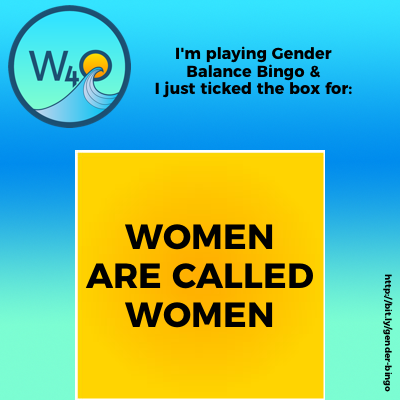 W4O
I'm playing Gender
Balance Bingo &
I just ticked the box for:
WOMEN
ARE CALLED
WOMEN
http://bit.ly/gender-bingo